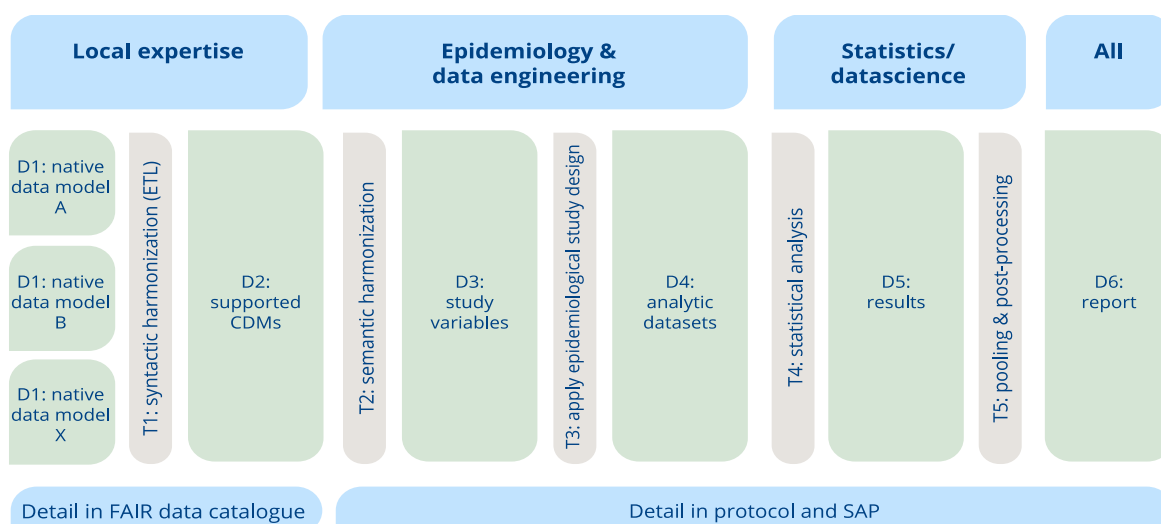 Local expertise
Epidemiology &
data engineering
Statistics/
datascience
All
D1: native
data model
A
D1: native
data model
B
D1: native
data model
X
T1: syntactic harmonization (ETL)
D2:
supported
CDMs
T2: semantic harmonization
D3:
study
variables
T3: apply epidemiological study design
D4:
analytic
datasets
T4: statistical analysis
D5:
results
T5: pooling & post-processing
D6:
report
Detail in FAIR data catalogue
Detail in protocol and SAP